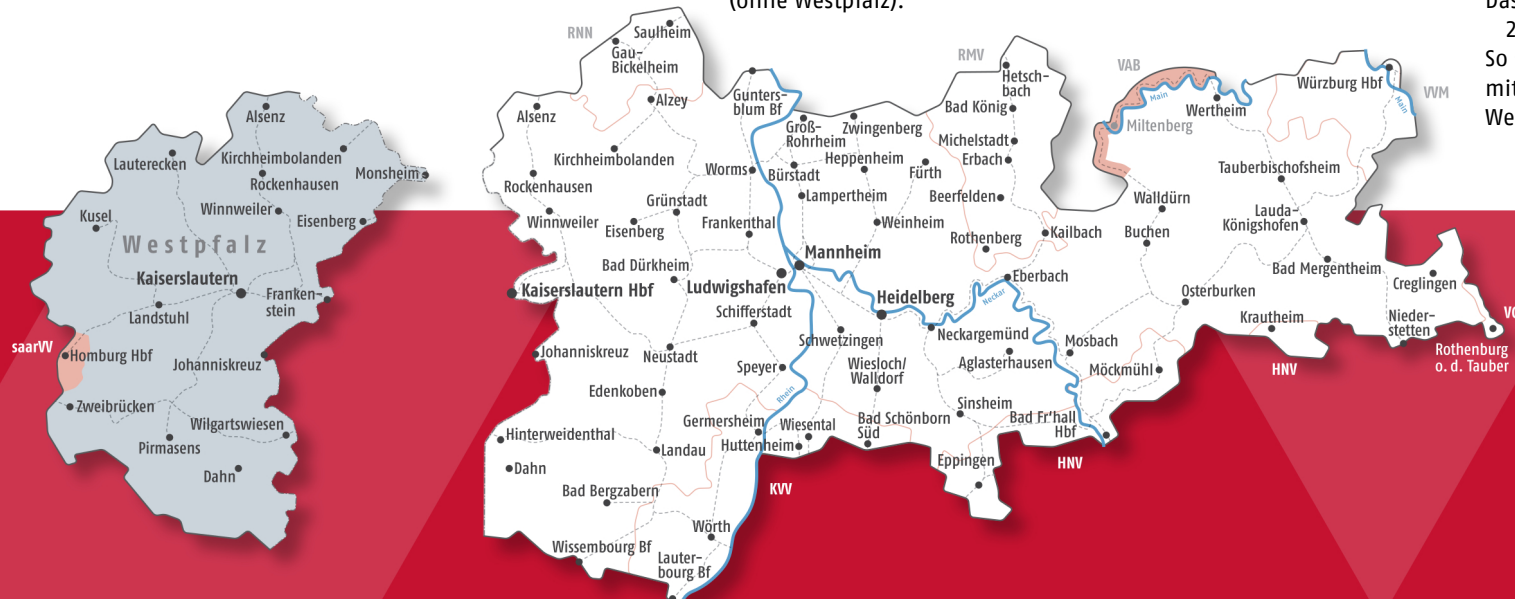 (ohne Westpfalz).
Das
2
So
mit
We
RNN
Saulheim
Gau-
Bickelheim
Alzey
Alsenz
Kirchheimbolanden
Rockenhausen
Winnweiler
Grünstadt
Eisenberg
Bad Dürkheim
Kaiserslautern Hbf
Johanniskreuz
Neustadt
Edenkoben
Hinterweidenthal
Dahn
Landau
Bad Bergzabern
Wissembourg Bf
Lauter-
bourg Bf
Wörth
Germersheim
Speyer
Schifferstadt
Ludwigshafen
Frankenthal
Worms
Gunters-
blum Bf
Groß-
Rohrheim
Zwingenberg
Heppenheim
Bürstadt
Fürth
Lampertheim
Weinheim
Mannheim
Heidelberg
Schwetzingen
Wiesloch/
Walldorf
Rhein
Wiesental
Huttenheim
Bad Schönborn
Süd
KVV
RMV
Hetsch-
bach
Bad König
Michelstadt
Erbach
Beerfelden
Rothenberg
Kailbach
Eberbach
Neckar
Neckargemünd
Aglasterhausen
Sinsheim
Eppingen
Bad Fr'hall
Hbf
HNV
Mosbach
Möckmühl
Osterburken
Buchen
Walldürn
VAB
Main
Miltenberg
Wertheim
Würzburg Hbf
Main
VVM
Tauberbischofsheim
Lauda-
Königshofen
Bad Mergentheim
Krautheim
HNV
Creglingen
Nieder-
stetten
Rothenburg
o. d. Tauber
Alsenz
Lauterecken
Kirchheimbolanden
Rockenhausen
Monsheim
Kusel
Winnweiler
Eisenberg
Westpfalz
Kaiserslautern
Franken-
stein
Landstuhl
saarVV
Homburg Hbf
Johanniskreuz
Zweibrücken
Wilgartswiesen
Pirmasens
Dahn